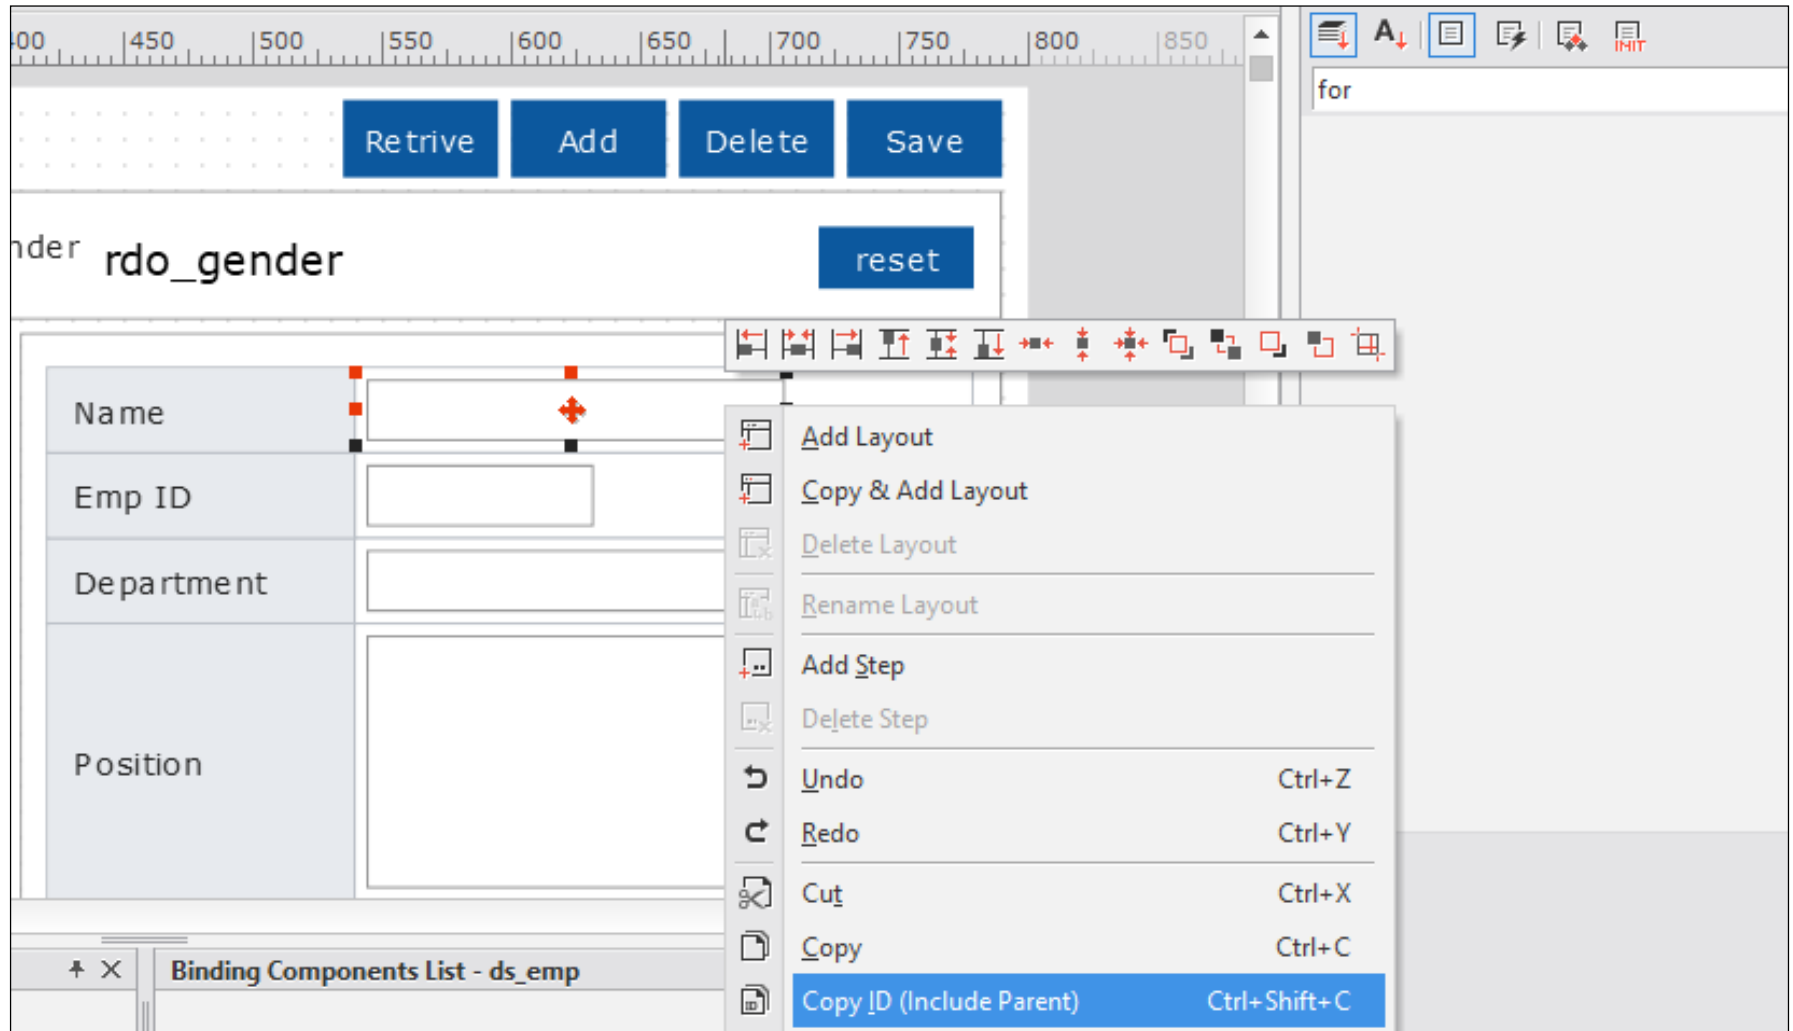 400 450 500 550 600 650 700 750 800 850
A
INIT
for
Retrive Add Delete Save
nder rdo_gender reset
Name
Emp ID
Department
Position
Add Layout
Copy & Add Layout
Delete Layout
Rename Layout
Add Step
Delete Step
Undo Ctrl+Z
Redo Ctrl+Y
Cut Ctrl+X
Copy Ctrl+C
Copy ID (Include Parent) Ctrl+Shift+C
Binding Components List - ds_emp